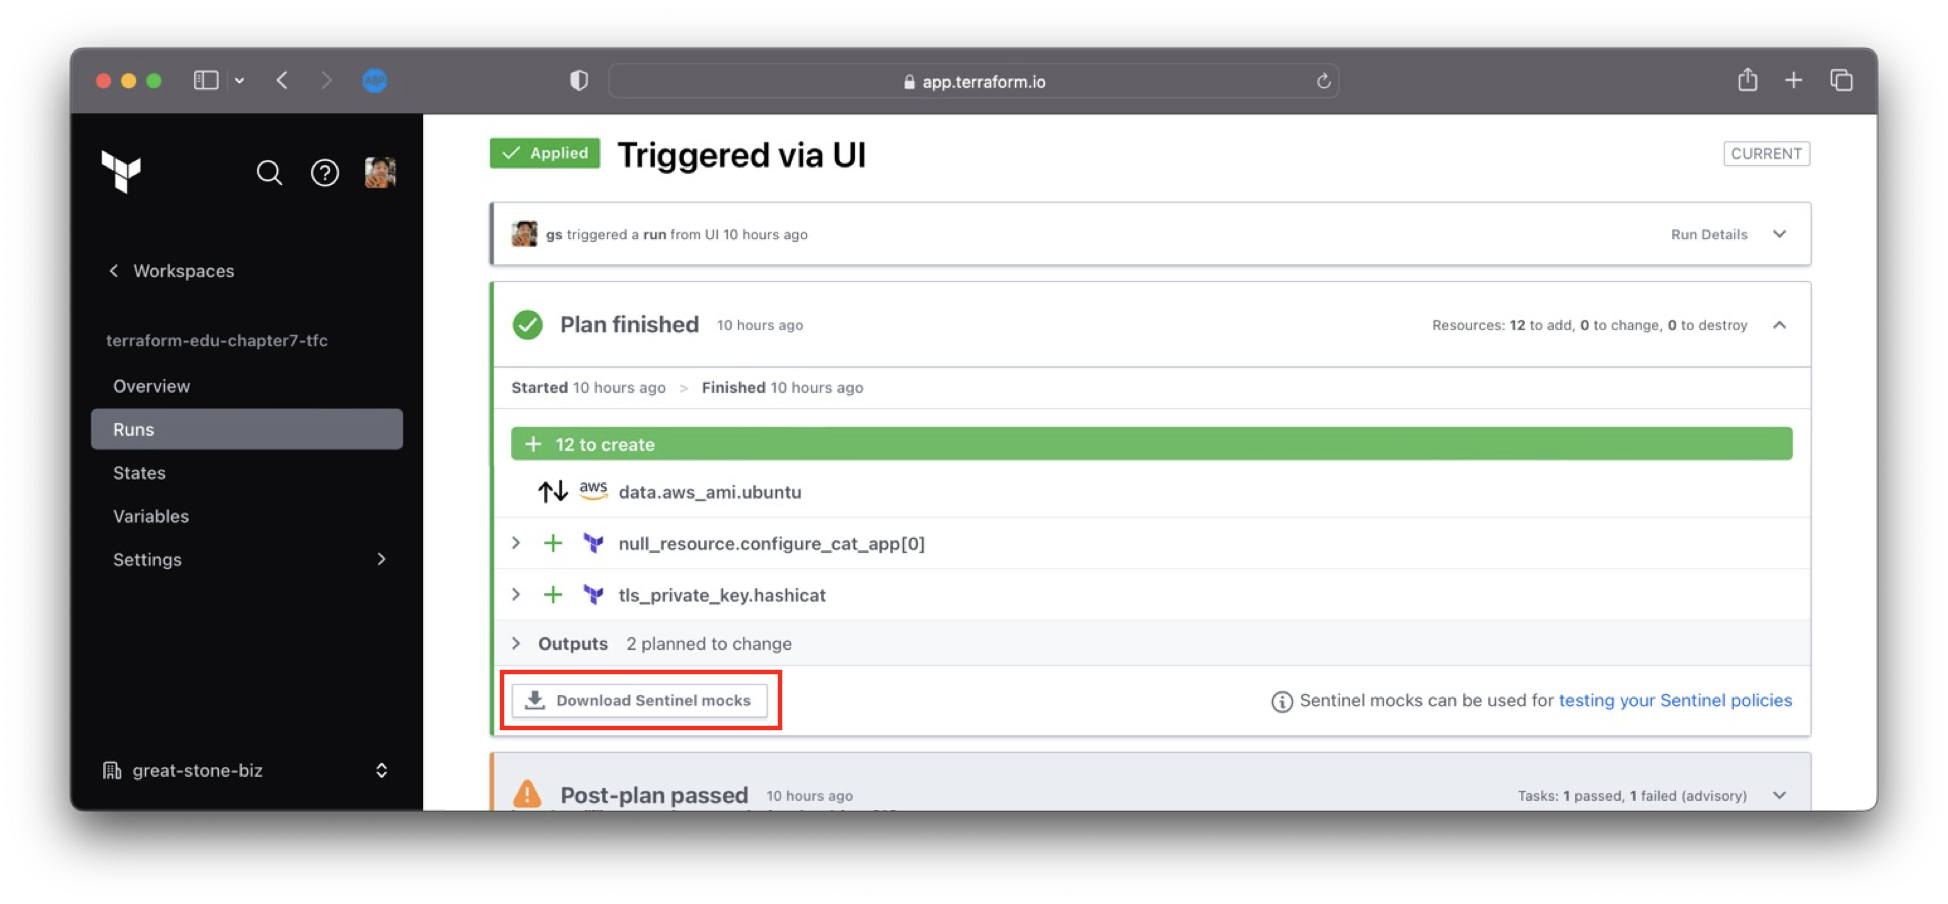 app.terraform.io
ABP
Applied
Triggered via UI
CURRENT
gs triggered a run from UI 10 hours ago
Run Details
Workspaces
terraform-edu-chapter7-tfc
Overview
Runs
States
Variables
Settings
great-stone-biz
Plan finished 10 hours ago
Resources: 12 to add, 0 to change, 0 to destroy
Started 10 hours ago > Finished 10 hours ago
+ 12 to create
aws data.aws_ami.ubuntu
null_resource.configure_cat_app[0]
tls_private_key.hashicat
Outputs 2 planned to change
Download Sentinel mocks
Sentinel mocks can be used for testing your Sentinel policies
Post-plan passed 10 hours ago
Tasks: 1 passed, 1 failed (advisory)